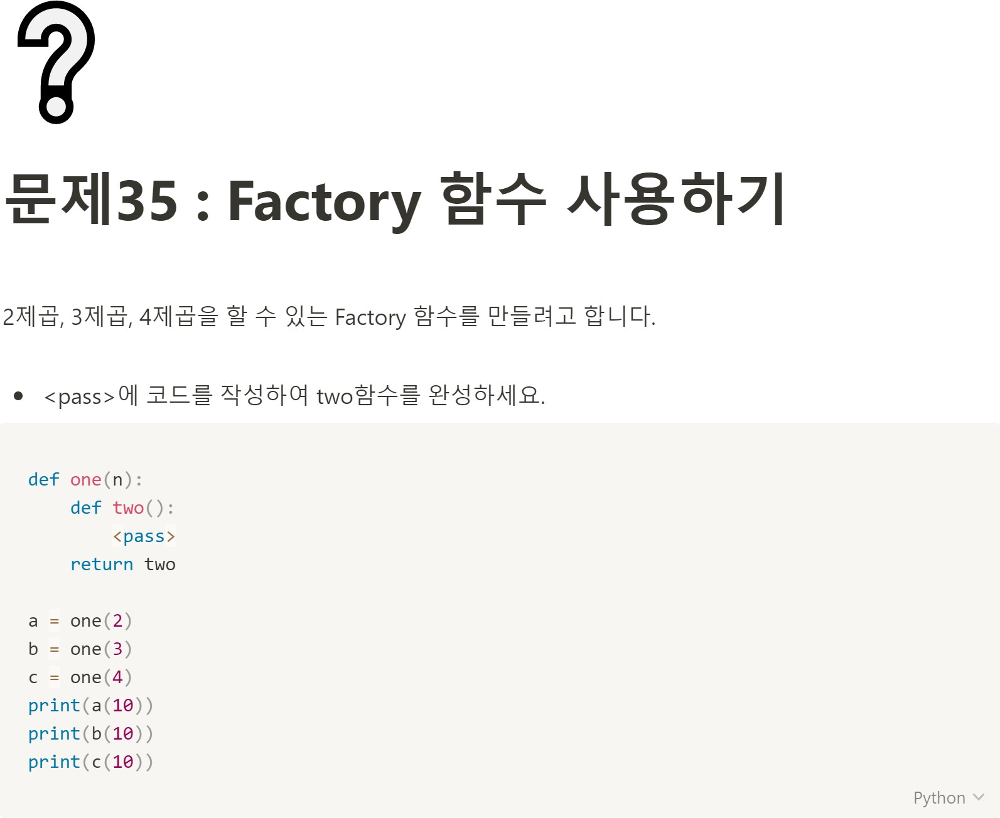 문제35 : Factory 함수 사용하기
2제곱, 3제곱, 4제곱을 할 수 있는 Factory 함수를 만들려고 합니다.
• <pass>에 코드를 작성하여 two함수를 완성하세요.
def one(n):
    def two():
        <pass>
    return two

a = one(2)
b = one(3)
c = one(4)
print(a(10))
print(b(10))
print(c(10))
Python